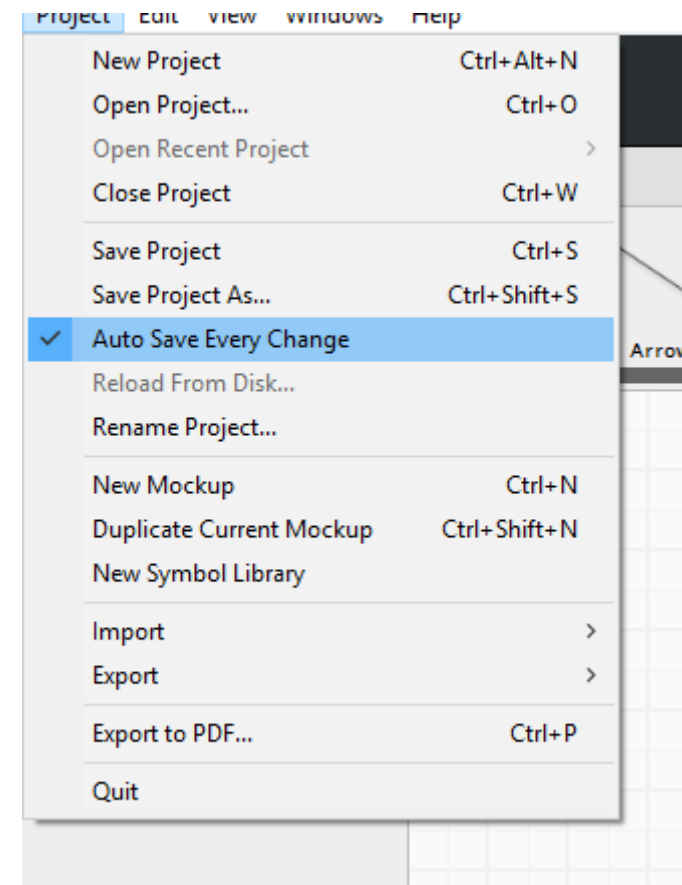 Project Edit View Windows Help
New Project Ctrl+Alt+N
Open Project... Ctrl+O
Open Recent Project >
Close Project Ctrl+W
Save Project Ctrl+S
Save Project As... Ctrl+Shift+S
✓ Auto Save Every Change
Arrow
Reload From Disk...
Rename Project...
New Mockup Ctrl+N
Duplicate Current Mockup Ctrl+Shift+N
New Symbol Library
Import >
Export >
Export to PDF... Ctrl+P
Quit